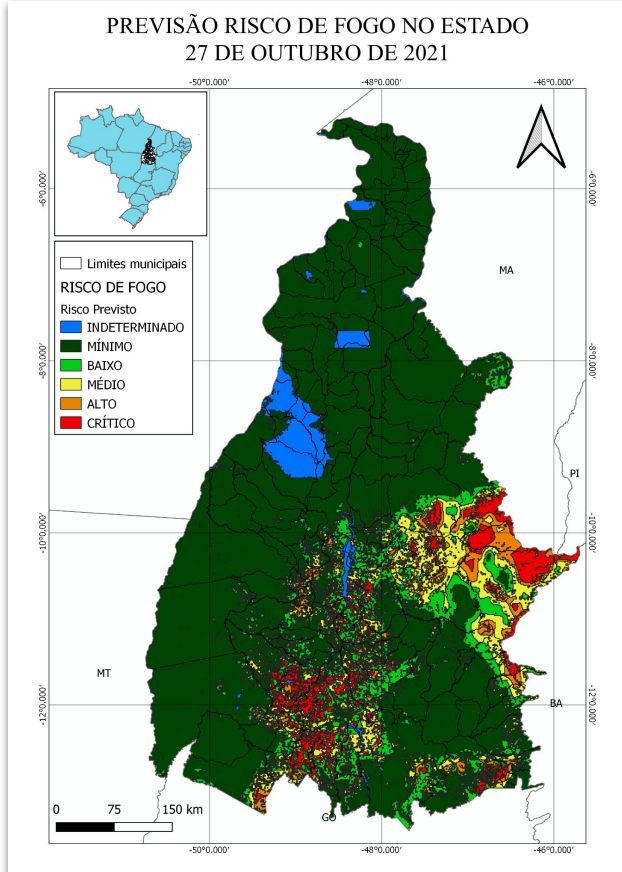 PREVISÃO RISCO DE FOGO NO ESTADO
27 DE OUTUBRO DE 2021
-50°0.000' -48°0.000' -46°0.000'
-6°0.000' -6°0.000'
MA
Limites municipais
RISCO DE FOGO
Risco Previsto
INDETERMINADO
MÍNIMO
BAIXO
MÉDIO
ALTO
CRÍTICO
-8°0.000' -8°0.000'
PI
-10°0.000' -10°0.000'
MT
BA
-12°0.000' -12°0.000'
0 75 150 km
GO
-50°0.000' -48°0.000' -46°0.000'